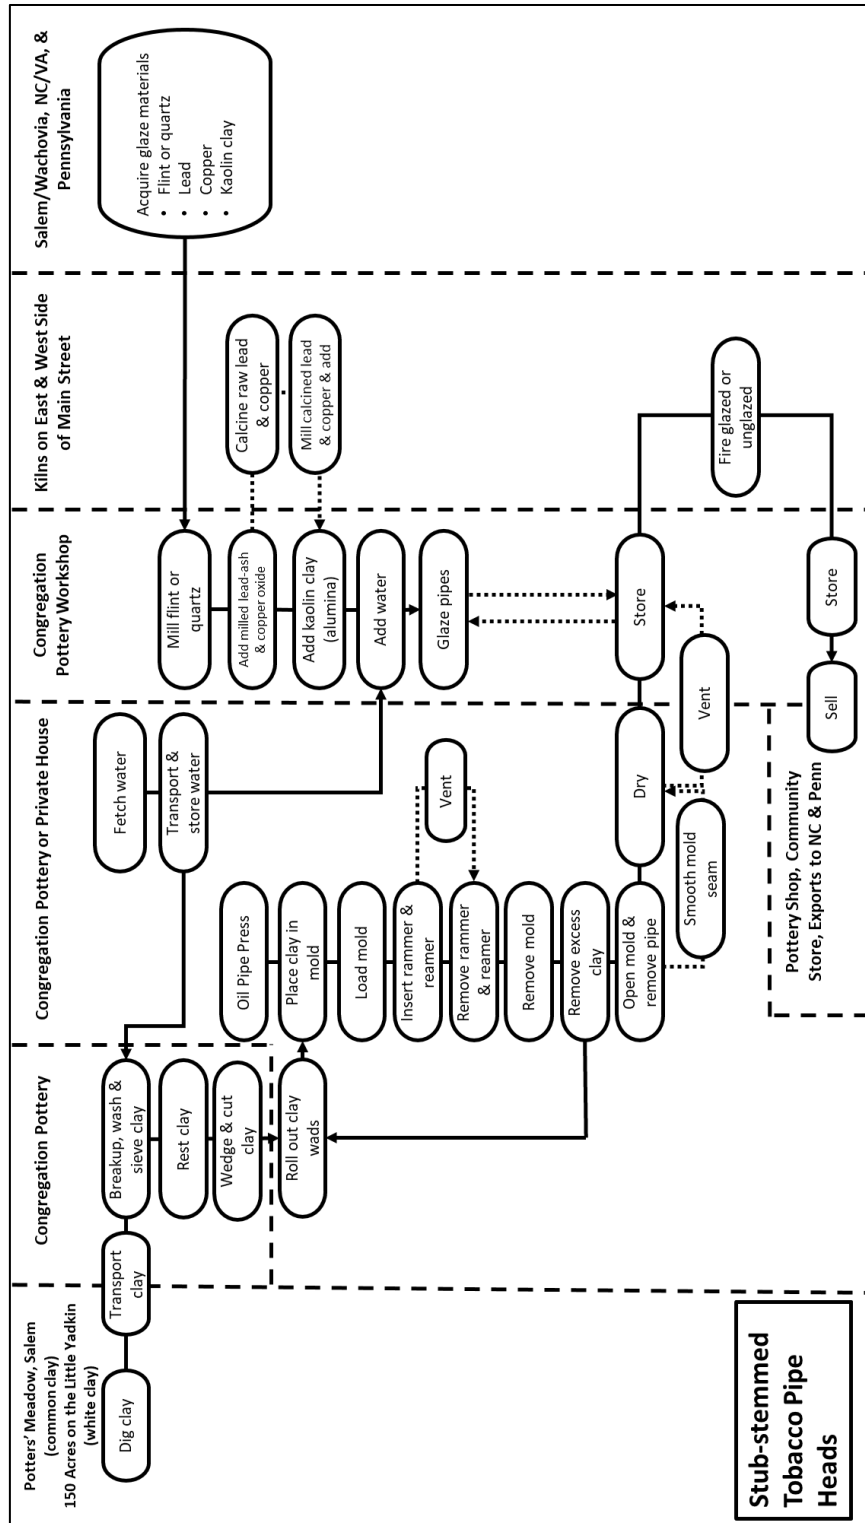 Potters’ Meadow, Salem
(common clay)
150 Acres on the Little Yadkin
(white clay)
Dig clay
Transport
clay
Congregation Pottery
Breakup, wash &
sieve clay
Rest clay
Wedge & cut
clay
Roll out clay
wads
Congregation Pottery or Private House
Fetch water
Transport &
store water
Oil Pipe Press
Place clay in
mold
Load mold
Insert rammer &
reamer
Vent
Remove rammer
& reamer
Remove mold
Remove excess
clay
Open mold &
remove pipe
Smooth mold
seam
Dry
Vent
Congregation
Pottery Workshop
Mill flint or
quartz
Add milled lead-ash
& copper oxide
Add kaolin clay
(alumina)
Add water
Glaze pipes
Store
Store
Sell
Pottery Shop, Community
Store, Exports to NC & Penn
Kilns on East & West Side
of Main Street
Calcine raw lead
& copper
Mill calcined lead
& copper & add
Fire glazed or
unglazed
Salem/Wachovia, NC/VA, &
Pennsylvania
Acquire glaze materials
• Flint or quartz
• Lead
• Copper
• Kaolin clay
Stub-stemmed
Tobacco Pipe
Heads